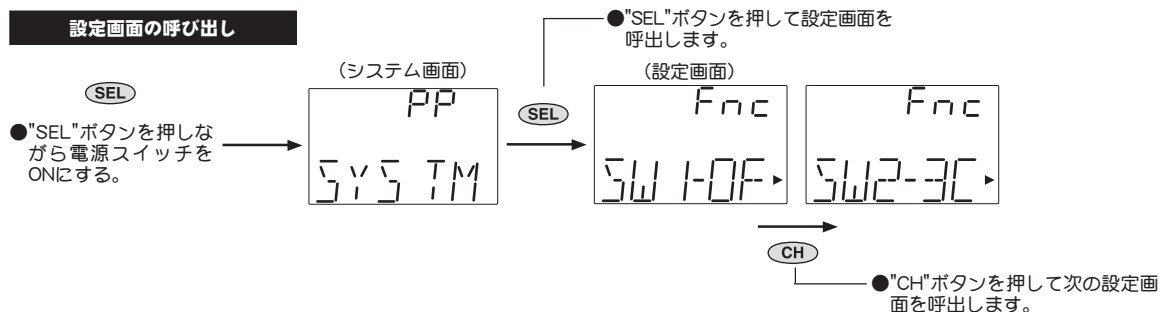 設定画面の呼び出し
SEL
●"SEL"ボタンを押しな
がら電源スイッチを
ONにする。
(システム画面)
PP
SYSTM
●"SEL"ボタンを押して設定画面を
呼出します。
SEL
(設定画面)
Fnc
SW1-OF▶
Fnc
SW2-3C▶
CH
●"CH"ボタンを押して次の設定画
面を呼出します。